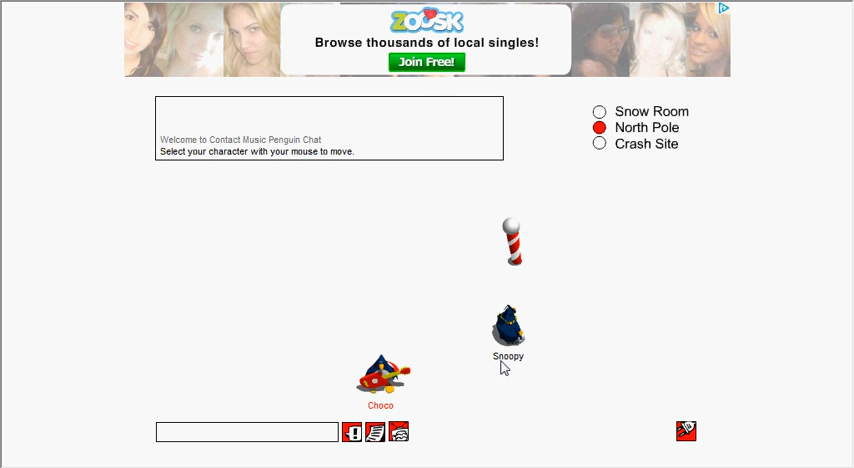 ZOOSK
Browse thousands of local singles!
Join Free!
Welcome to Contact Music Penguin Chat
Select your character with your mouse to move.
Snow Room
North Pole
Crash Site
Snoopy
Choco